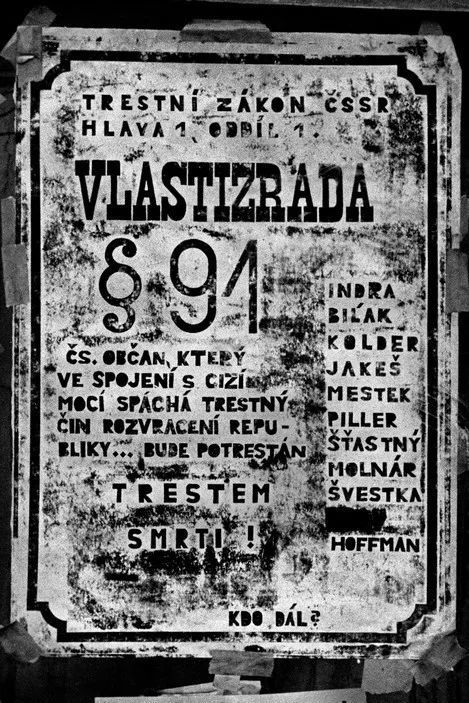 TRESTNÍ ZÁKON ČSSR
HLAVA 1, ODDÍL 1.
VLASTIZRADA
§ 91
ČS. OBČAN, KTERÝ
VE SPOJENÍ S CIZÍ
MOCÍ SPÁCHÁ TRESTNÝ
ČIN ROZVRACENÍ REPU-
BLIKY... BUDE POTRESTÁN
TRESTEM
SMRTI !
INDRA
BIĽAK
KOLDER
JAKEŠ
MESTEK
PILLER
ŠŤASTNÝ
MOLNÁR
ŠVESTKA
HOFFMAN
KDO DÁL?